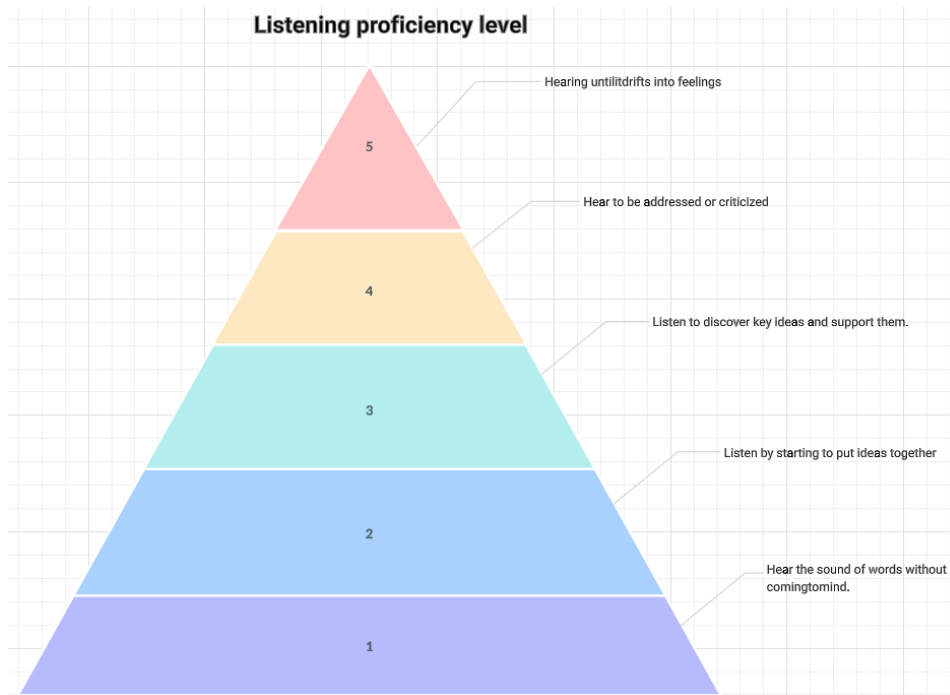 Listening proficiency level
Hearing untilitdrifts into feelings
5
Hear to be addressed or criticized
4
Listen to discover key ideas and support them.
3
Listen by starting to put ideas together
2
Hear the sound of words without
comingtomind.
1